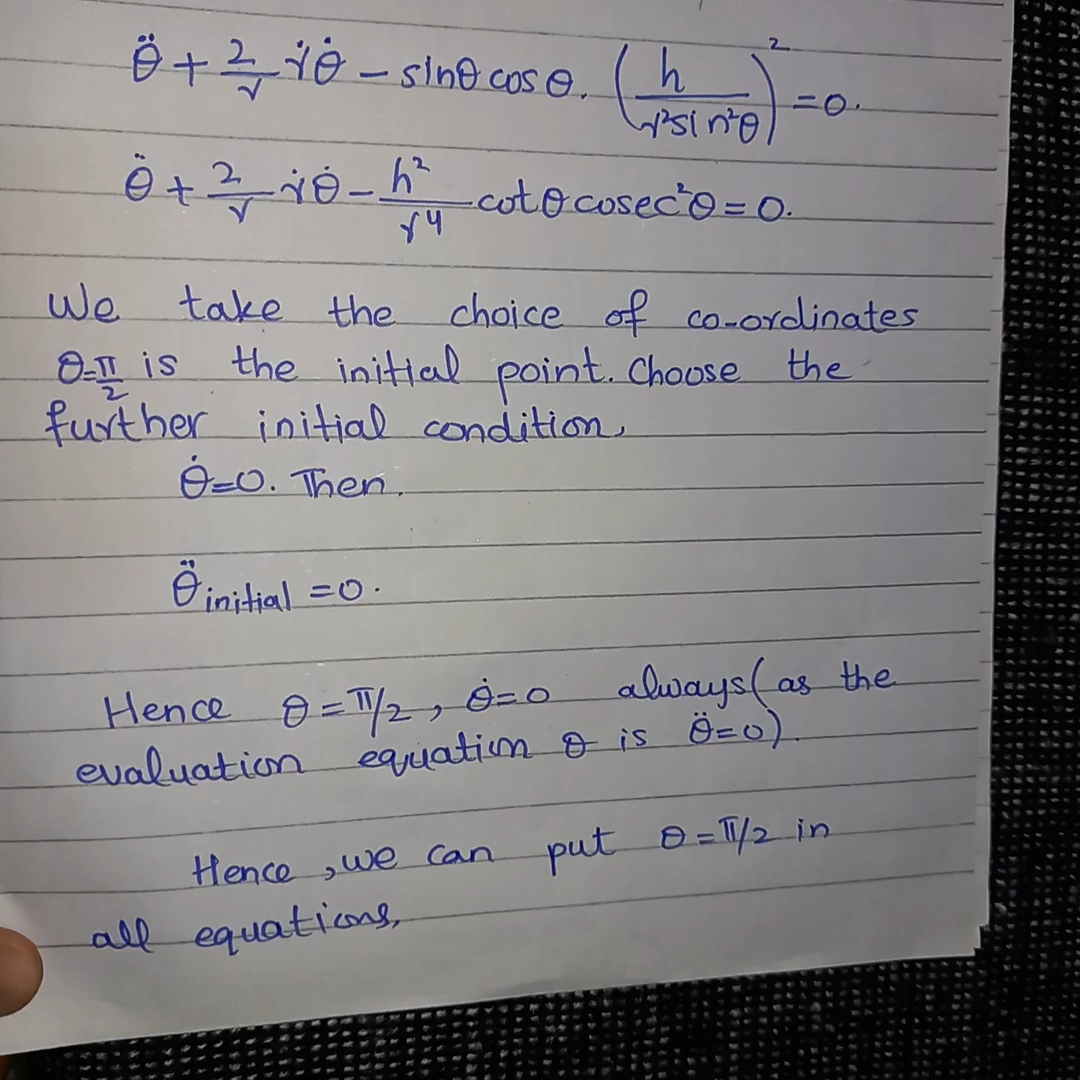 θ̈ + 2/r ṙθ̇ – sinθ cosθ. (h/r²sin²θ)² = 0.
θ̈ + 2/r ṙθ̇ – h²/r⁴ cotθ cosec²θ = 0.
We take the choice of co-ordinates
θ=π/2 is the initial point. Choose the
further initial condition,
θ̇=0. Then.
θ̈ initial = 0.
Hence θ = π/2, θ̇=0 always (as the
evaluation equation θ is θ̈=0).
Hence, we can put θ=π/2 in
all equations,